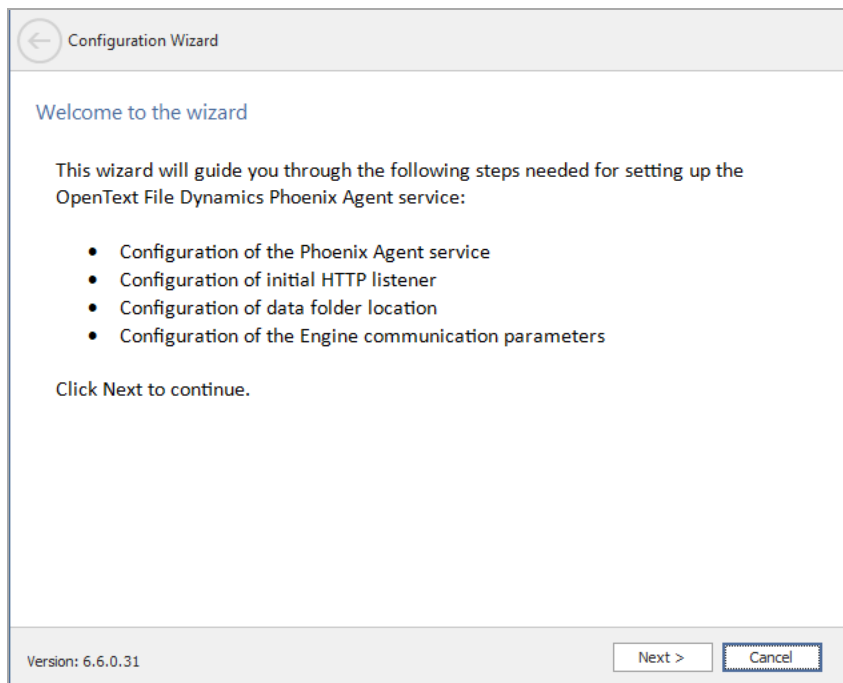 Configuration Wizard
Welcome to the wizard
This wizard will guide you through the following steps needed for setting up the
OpenText File Dynamics Phoenix Agent service:
• Configuration of the Phoenix Agent service
• Configuration of initial HTTP listener
• Configuration of data folder location
• Configuration of the Engine communication parameters
Click Next to continue.
Version: 6.6.0.31
Next >
Cancel